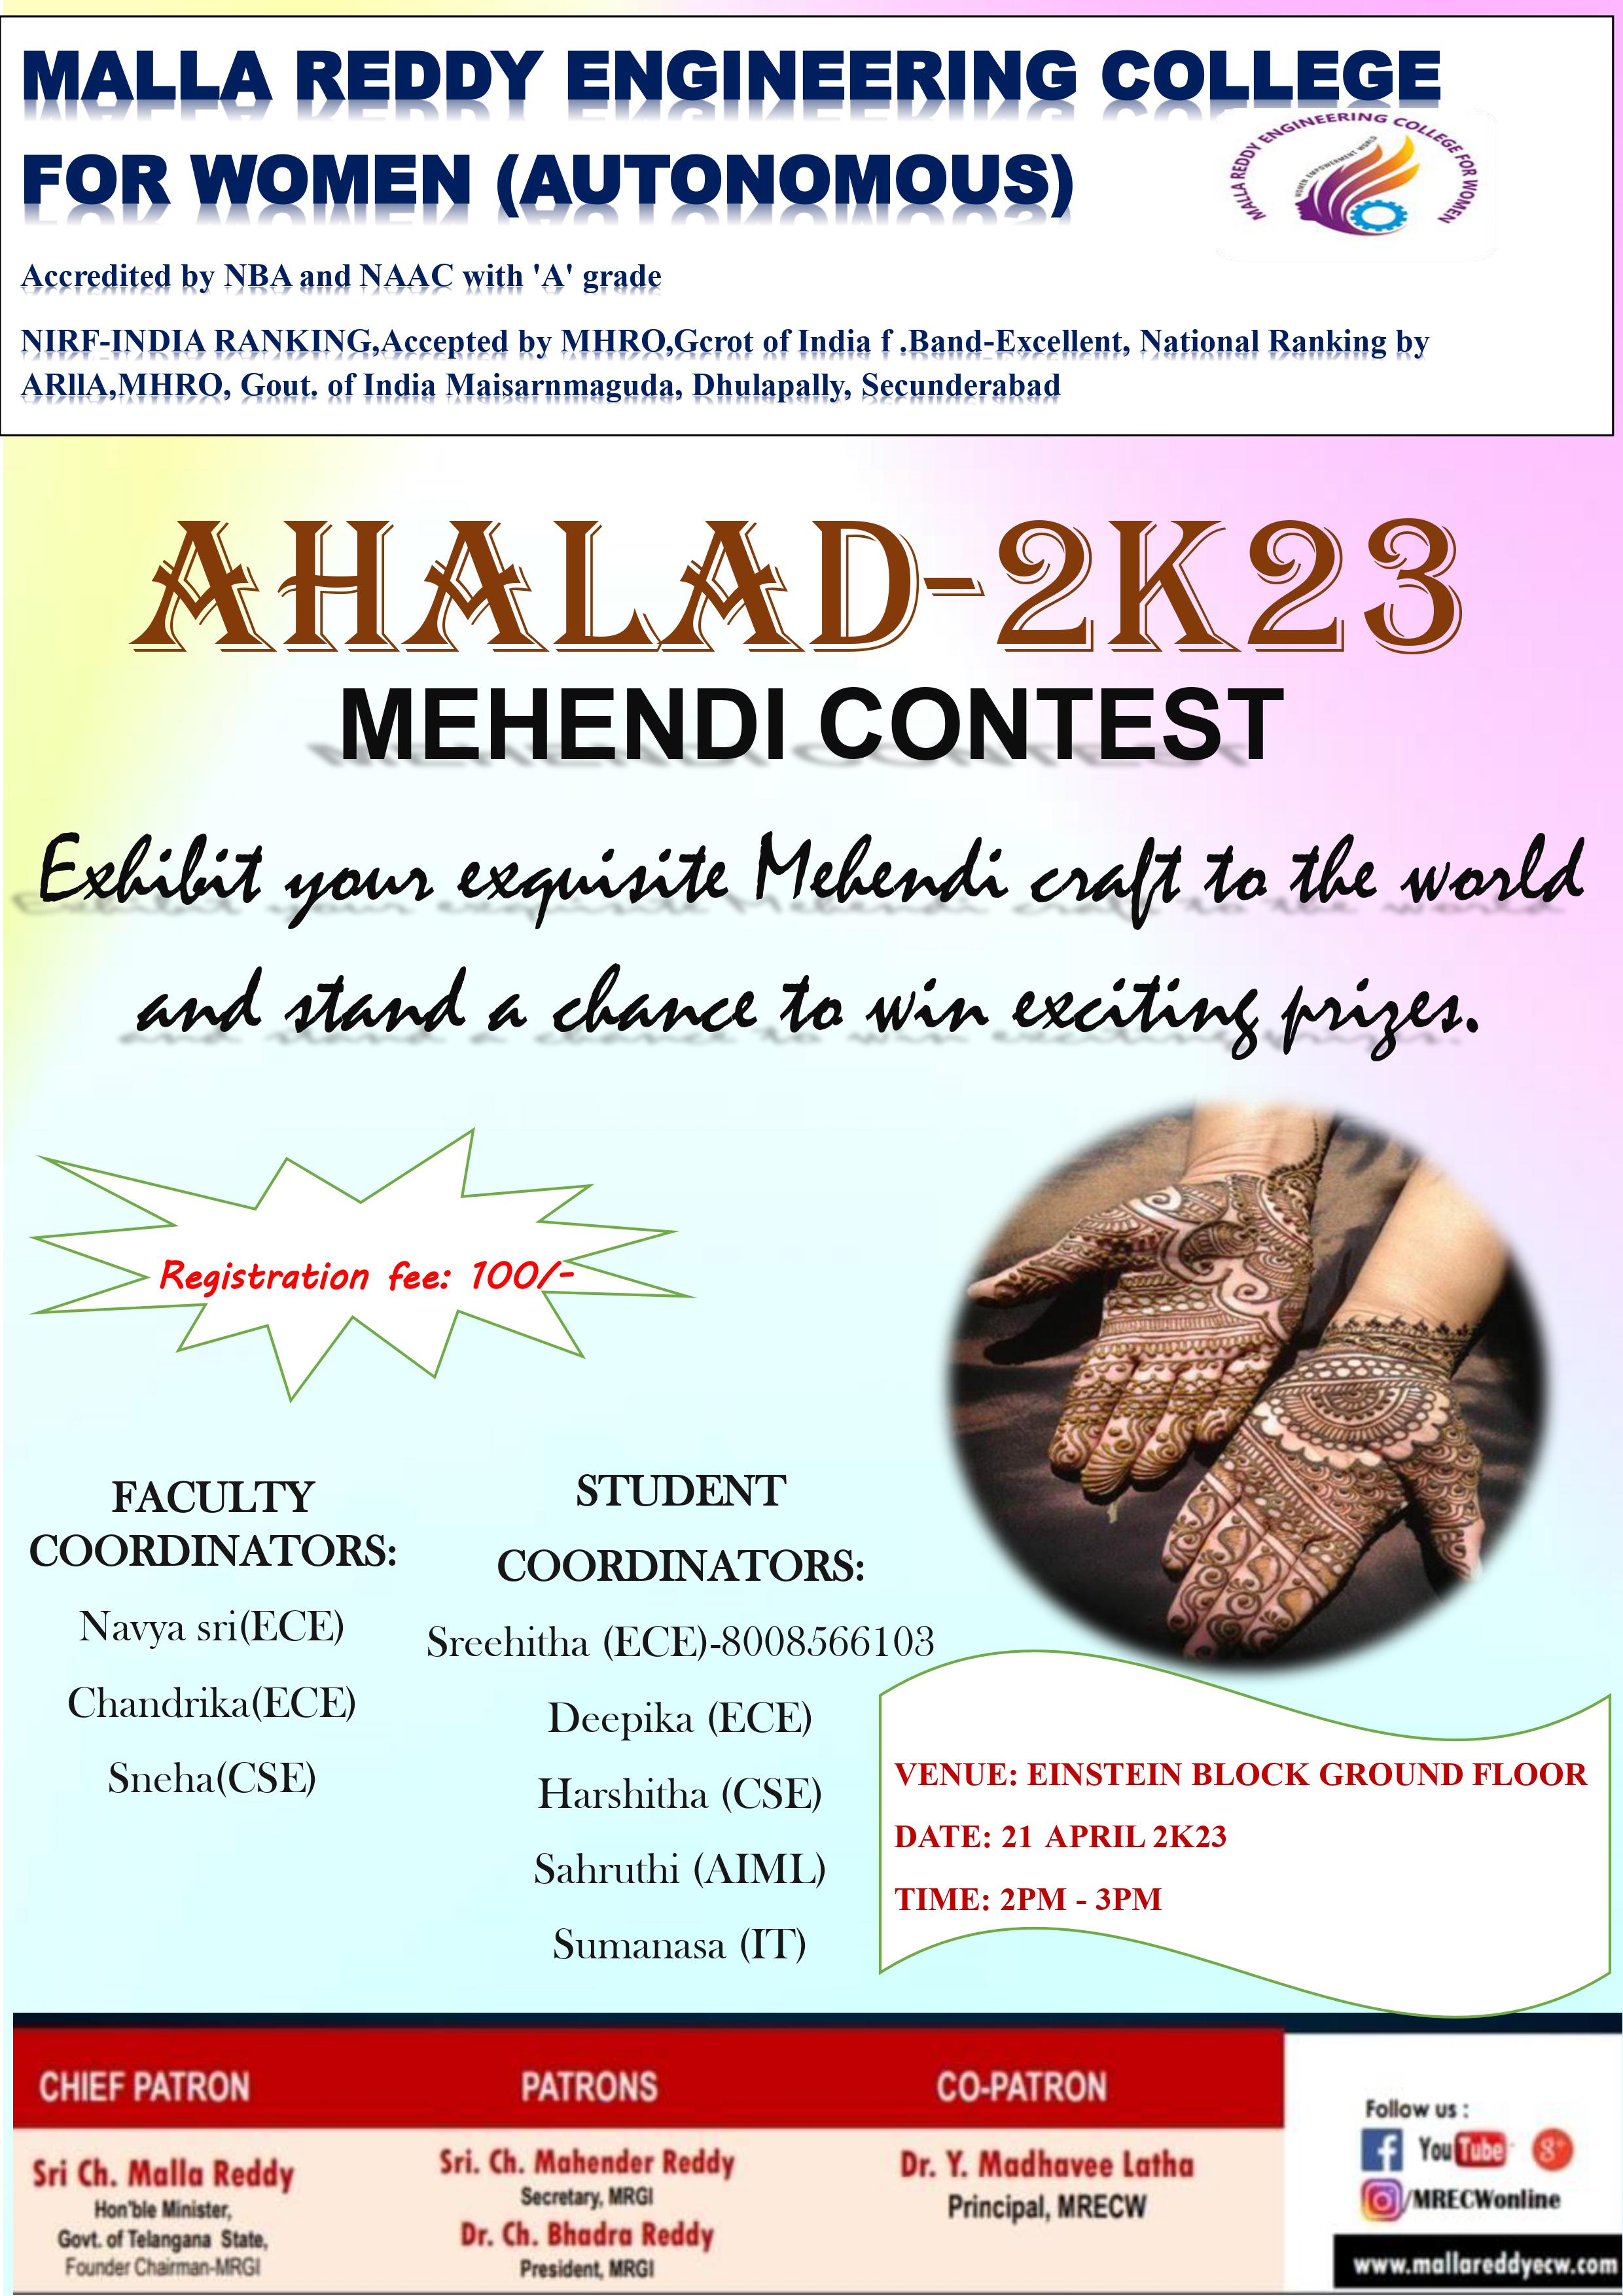 MALLA REDDY ENGINEERING COLLEGE
FOR WOMEN (AUTONOMOUS)
MALLA REDDY ENGINEERING COLLEGE FOR WOMEN
WOMEN EMPOWERMENT WORLD
Accredited by NBA and NAAC with 'A' grade
NIRF-INDIA RANKING,Accepted by MHRO,Gcrot of India f .Band-Excellent, National Ranking by
ARllA,MHRO, Gout. of India Maisarnmaguda, Dhulapally, Secunderabad
AHALAD-2K23
MEHENDI CONTEST
Exhibit your exquisite Mehendi craft to the world
and stand a chance to win exciting prizes.
Registration fee: 100/-
FACULTY
COORDINATORS:
Navya sri(ECE)
Chandrika(ECE)
Sneha(CSE)
STUDENT
COORDINATORS:
Sreehitha (ECE)-8008566103
Deepika (ECE)
Harshitha (CSE)
Sahruthi (AIML)
Sumanasa (IT)
VENUE: EINSTEIN BLOCK GROUND FLOOR
DATE: 21 APRIL 2K23
TIME: 2PM - 3PM
CHIEF PATRON
Sri Ch. Malla Reddy
Hon'ble Minister,
Govt. of Telangana State,
Founder Chairman-MRGI
PATRONS
Sri. Ch. Mahender Reddy
Secretary, MRGI
Dr. Ch. Bhadra Reddy
President, MRGI
CO-PATRON
Dr. Y. Madhavee Latha
Principal, MRECW
Follow us :
f YouTube g+
/MRECWonline
www.mallareddyecw.com